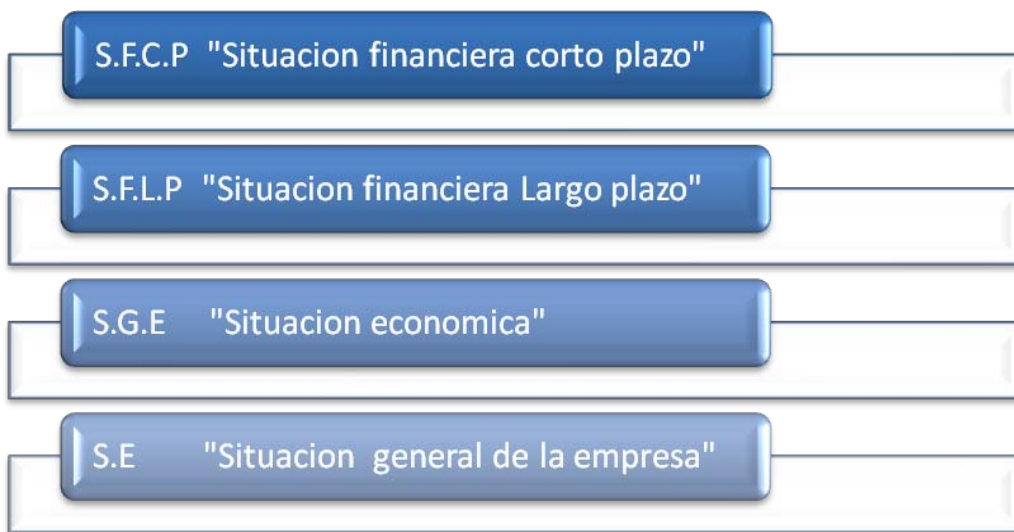 S.F.C.P "Situacion financiera corto plazo"
S.F.L.P "Situacion financiera Largo plazo"
S.G.E "Situacion economica"
S.E "Situacion general de la empresa"